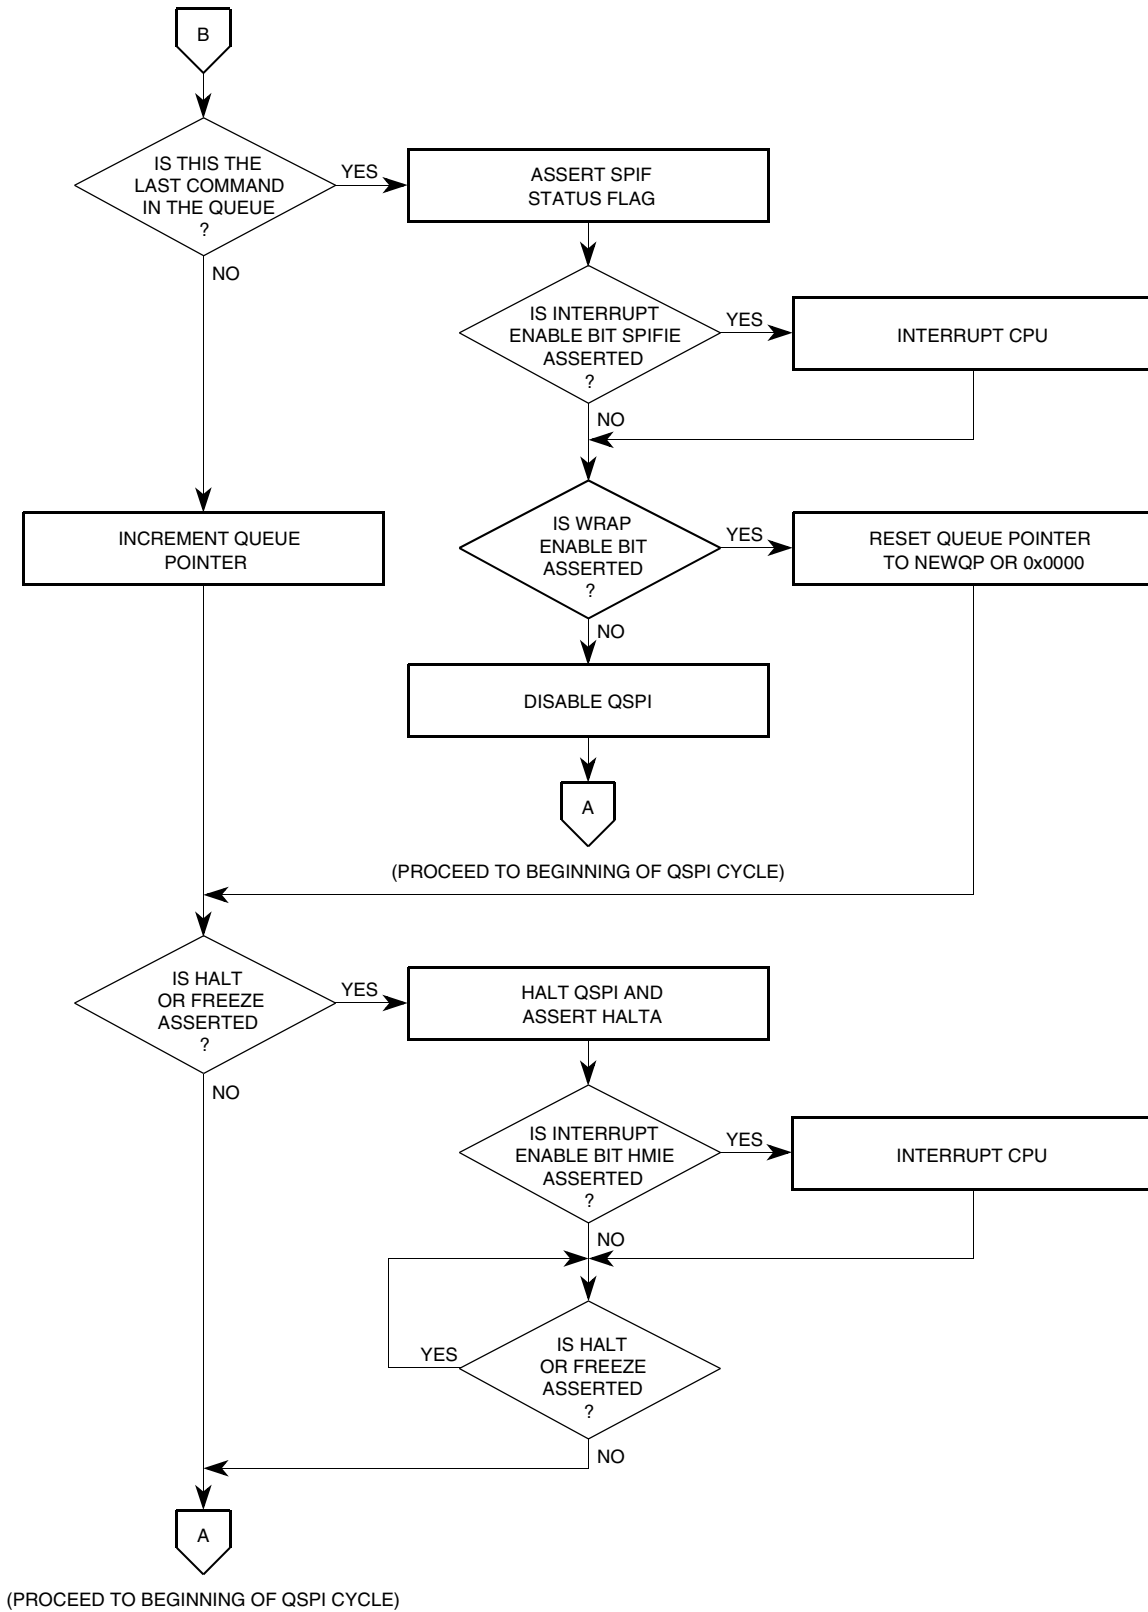 B
IS THIS THE
LAST COMMAND
IN THE QUEUE
?
YES
ASSERT SPIF
STATUS FLAG
NO
IS INTERRUPT
ENABLE BIT SPIFIE
ASSERTED
?
YES
INTERRUPT CPU
NO
IS WRAP
ENABLE BIT
ASSERTED
?
YES
RESET QUEUE POINTER
TO NEWQP OR 0x0000
INCREMENT QUEUE
POINTER
NO
DISABLE QSPI
A
(PROCEED TO BEGINNING OF QSPI CYCLE)
IS HALT
OR FREEZE
ASSERTED
?
YES
HALT QSPI AND
ASSERT HALTA
NO
IS INTERRUPT
ENABLE BIT HMIE
ASSERTED
?
YES
INTERRUPT CPU
NO
IS HALT
OR FREEZE
ASSERTED
?
YES
NO
A
(PROCEED TO BEGINNING OF QSPI CYCLE)